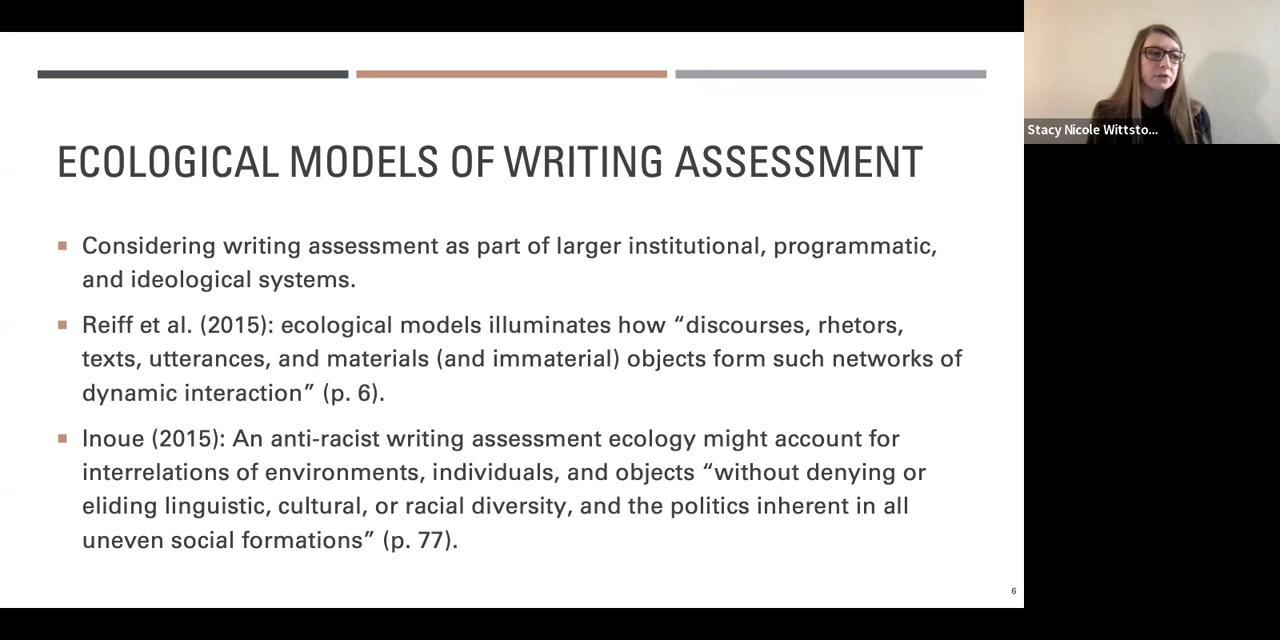 ECOLOGICAL MODELS OF WRITING ASSESSMENT
Considering writing assessment as part of larger institutional, programmatic,
and ideological systems.
Reiff et al. (2015): ecological models illuminates how “discourses, rhetors,
texts, utterances, and materials (and immaterial) objects form such networks of
dynamic interaction” (p. 6).
Inoue (2015): An anti-racist writing assessment ecology might account for
interrelations of environments, individuals, and objects “without denying or
eliding linguistic, cultural, or racial diversity, and the politics inherent in all
uneven social formations” (p. 77).
6
Stacy Nicole Wittsto...